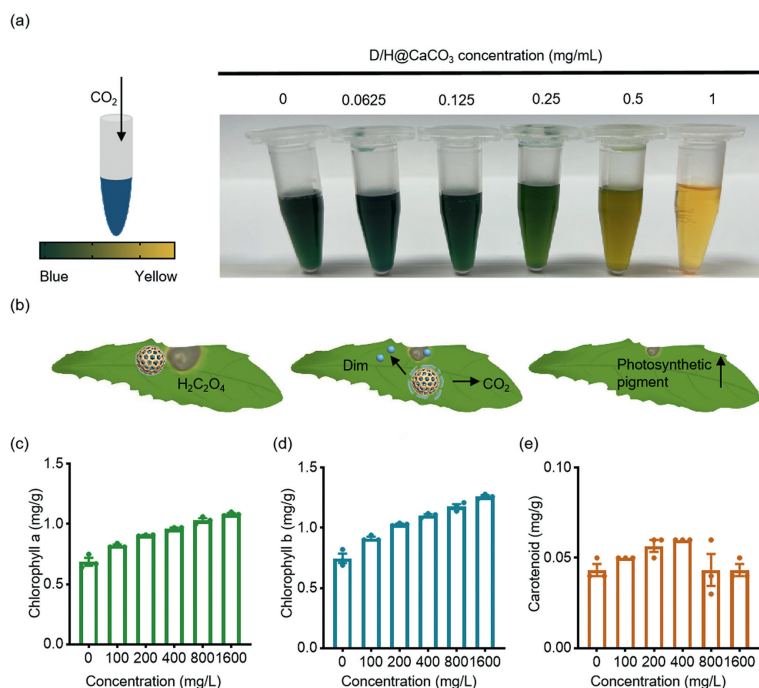 (a)
D/H@CaCO₃ concentration (mg/mL)
CO₂
0 0.0625 0.125 0.25 0.5 1
Blue Yellow
(b)
H₂C₂O₄
Dim
CO₂
Photosynthetic
pigment
(c)
Chlorophyll a (mg/g)
1.5
1.0
0.5
0.0
0 100 200 400 800 1600
Concentration (mg/L)
(d)
Chlorophyll b (mg/g)
1.5
1.0
0.5
0.0
0 100 200 400 800 1600
Concentration (mg/L)
(e)
Carotenoid (mg/g)
0.10
0.05
0.00
0 100 200 400 800 1600
Concentration (mg/L)